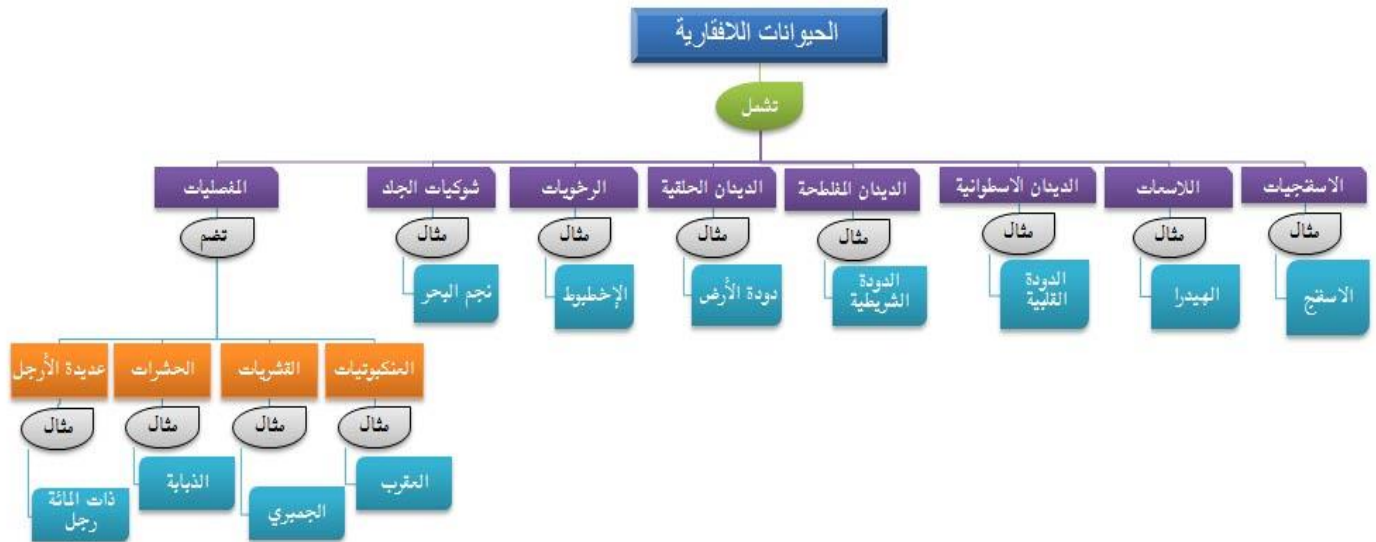 الحيوانات اللافقارية
تشمل
الاسفنجيات
اللاسعات
الديدان الاسطوانية
الديدان المفلطحة
الديدان الحلقية
الرخويات
شوكيات الجلد
المفصليات
مثال
مثال
مثال
مثال
مثال
مثال
مثال
تضم
الاسفنج
الهيدرا
الدودة
القلبية
الدودة
الشريطية
دودة الأرض
الإخطبوط
نجم البحر
العنكبوتيات
القشريات
الحشرات
عديدة الأرجل
مثال
مثال
مثال
مثال
العقرب
الجمبري
الذبابة
ذات المائة
رجل